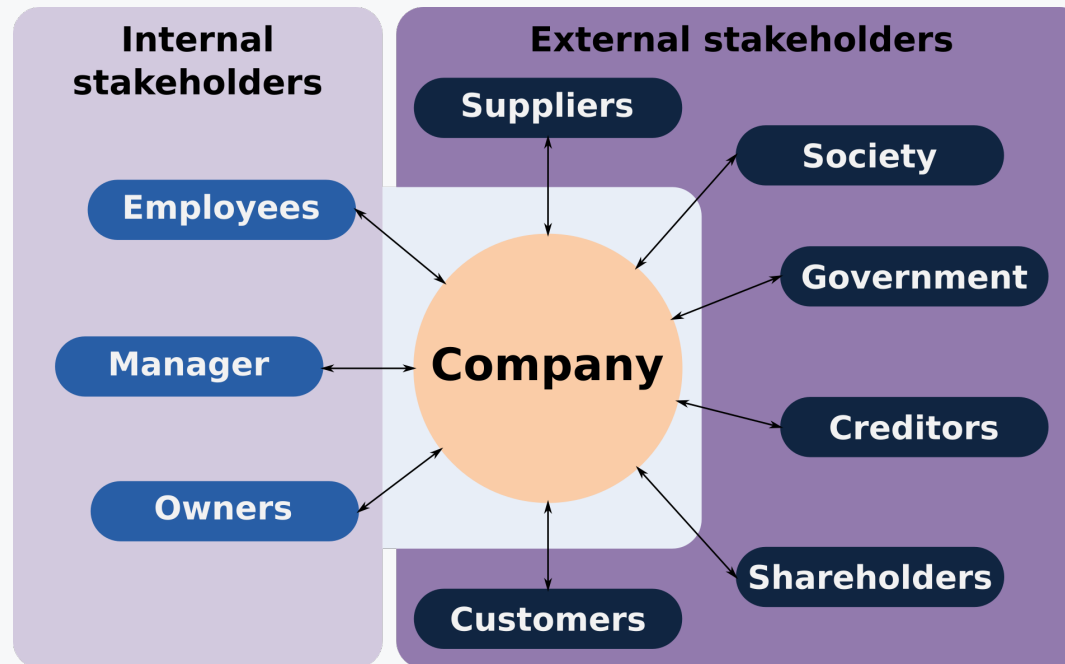 Internal
stakeholders
External stakeholders
Suppliers
Society
Employees
Government
Manager
Company
Creditors
Owners
Shareholders
Customers